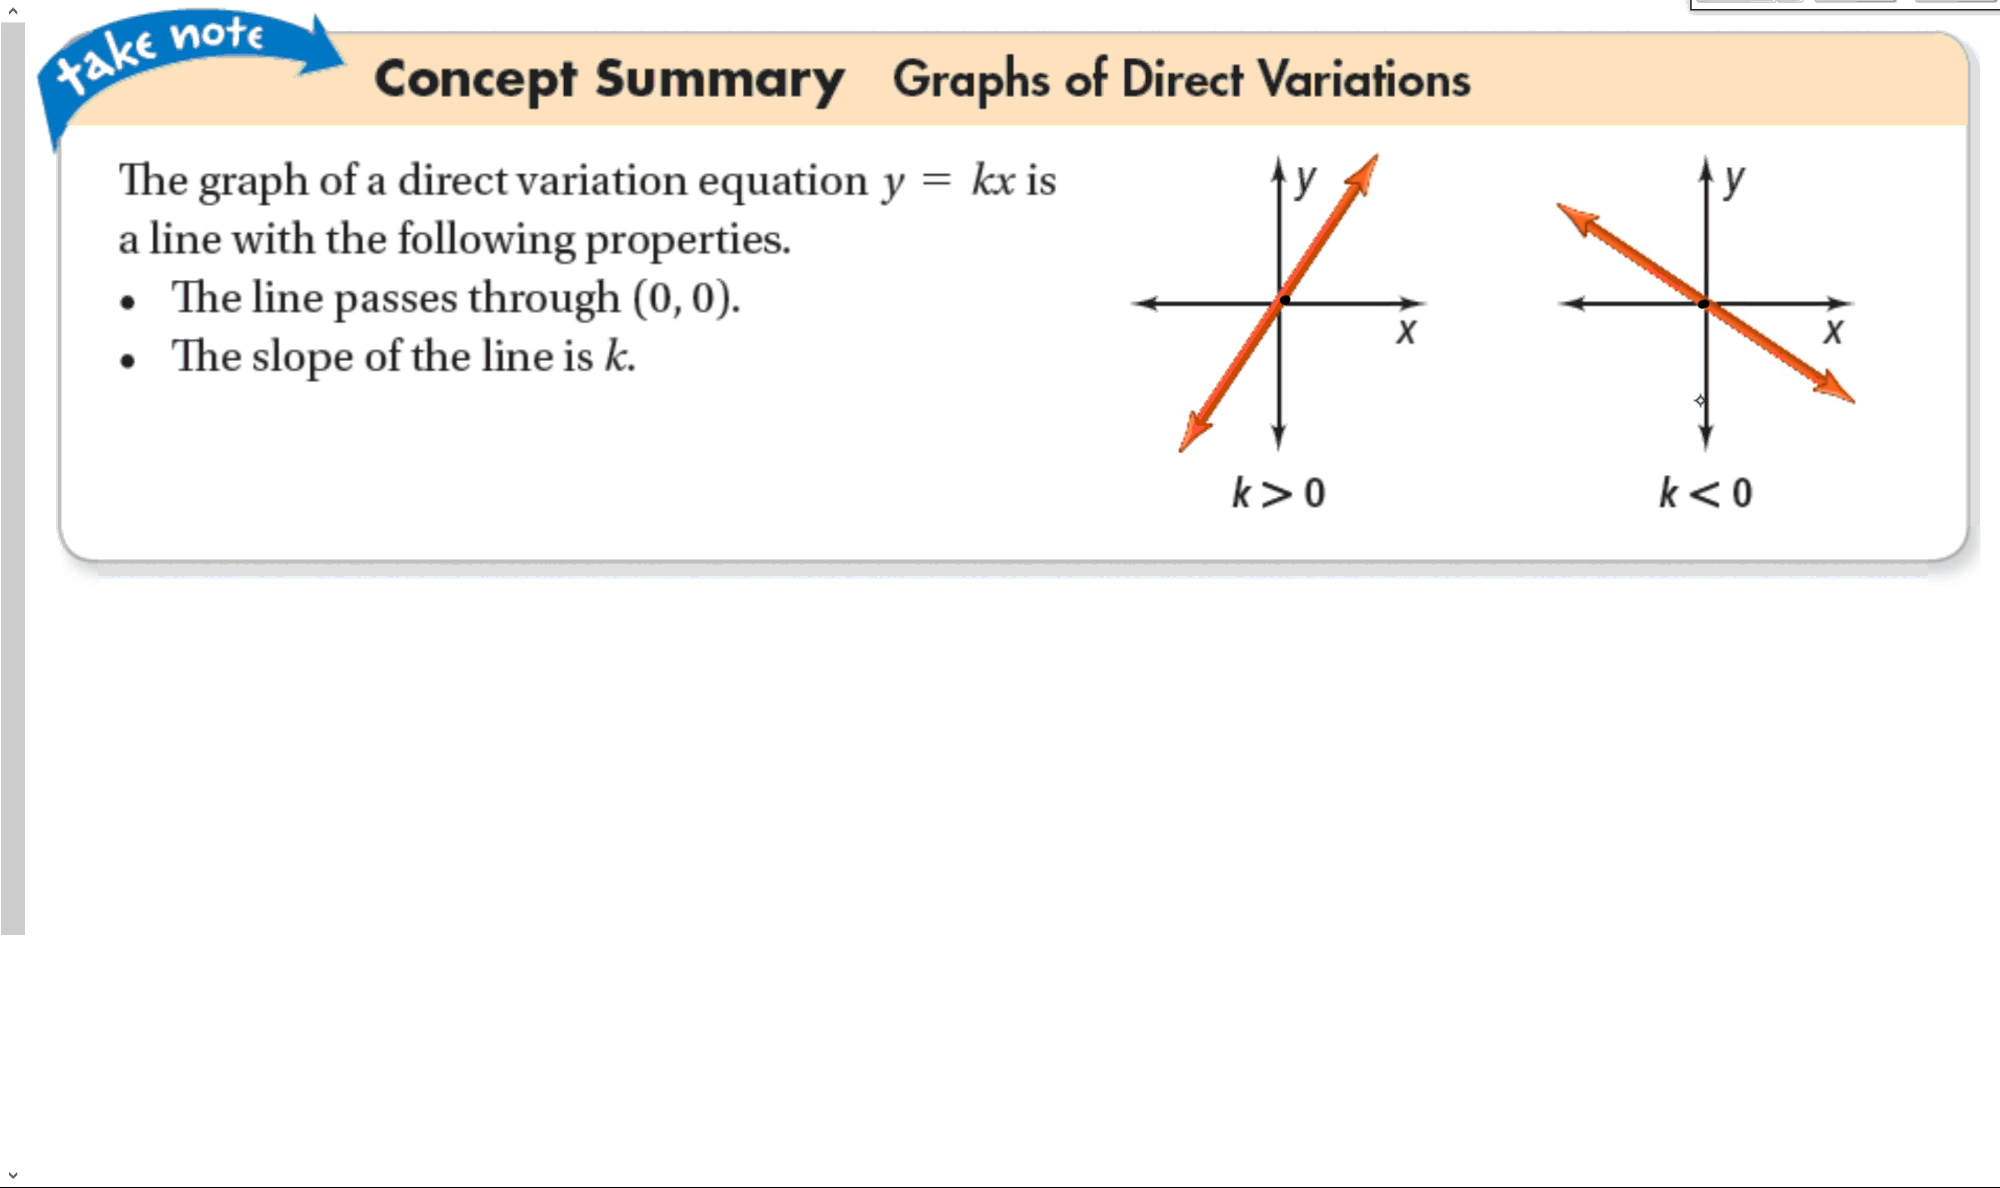 take note
Concept Summary Graphs of Direct Variations
The graph of a direct variation equation y = kx is
a line with the following properties.
• The line passes through (0, 0).
• The slope of the line is k.
y
x
k > 0
y
x
k < 0